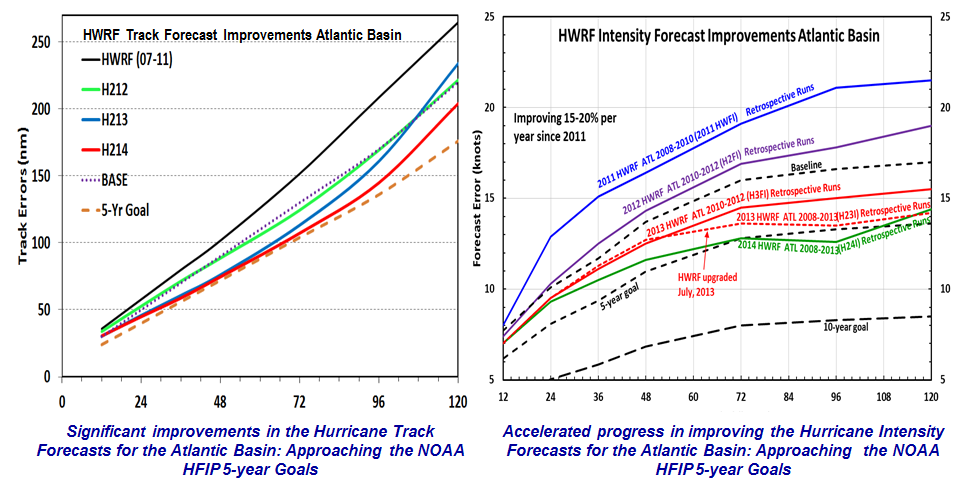 HWRF Track Forecast Improvements Atlantic Basin
HWRF (07-11)
H212
H213
H214
BASE
5-Yr Goal
Track Errors (nm)
250
200
150
100
50
0
0 24 48 72 96 120
Significant improvements in the Hurricane Track
Forecasts for the Atlantic Basin: Approaching the NOAA
HFIP 5-year Goals
HWRF Intensity Forecast Improvements Atlantic Basin
Improving 15-20% per
year since 2011
Forecast Error (knots)
25
20
15
10
5
25
20
15
10
5
2011 HWRF ATL 2008-2010 (2011 HWFI) Retrospective Runs
2012 HWRF ATL 2010-2012 (H2FI) Retrospective Runs
Baseline
2013 HWRF ATL 2010-2012 (H3FI) Retrospective Runs
2013 HWRF ATL 2008-2013(H23I) Retrospective Runs
2014 HWRF ATL 2008-2013(H24I) Retrospective Runs
HWRF upgraded
July, 2013
5-year goal
10-year goal
12 24 36 48 60 72 84 96 108 120
Accelerated progress in improving the Hurricane Intensity
Forecasts for the Atlantic Basin: Approaching the NOAA
HFIP 5-year Goals